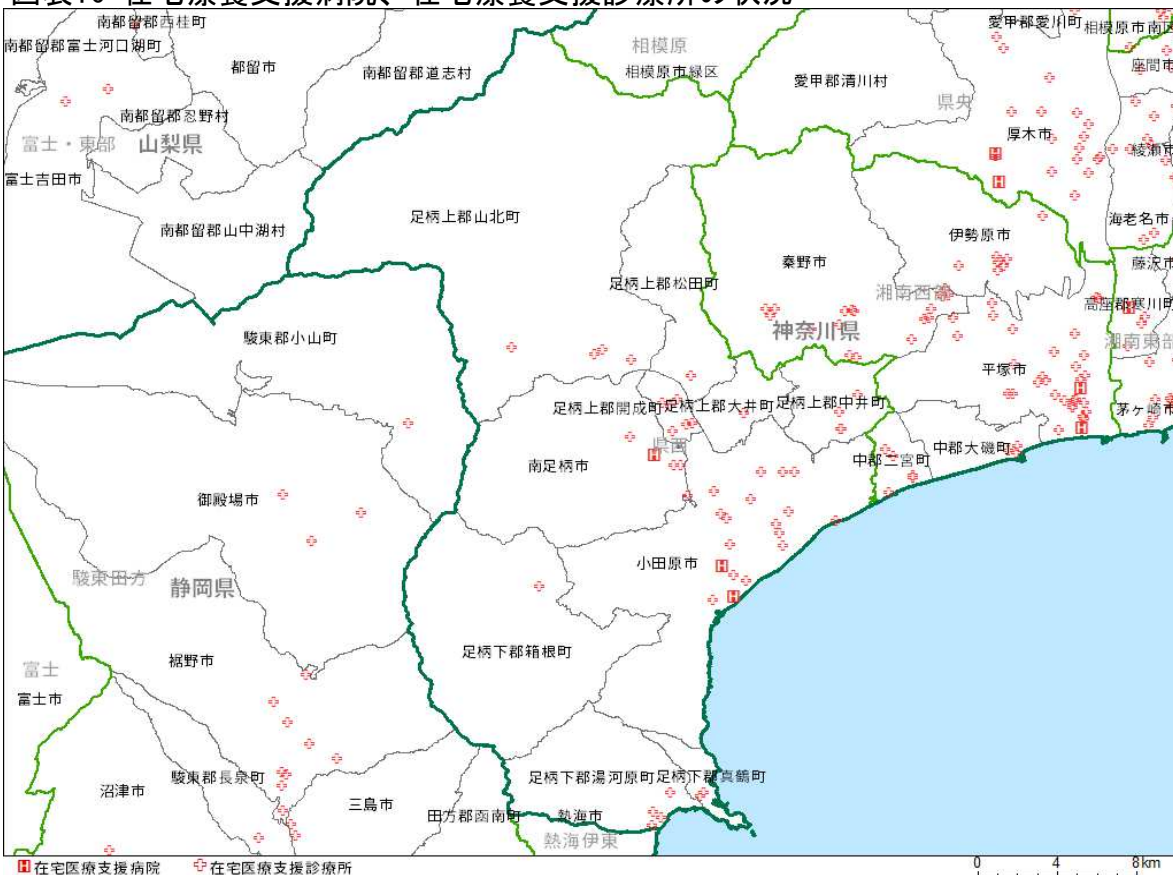 南都留郡西桂町
愛甲郡愛川町
相模原市南区
南都留郡富士河口湖町
相模原
座間市
都留市
南都留郡道志村
相模原市緑区
愛甲郡清川村
県央
南都留郡忍野村
厚木市
富士・東部
山梨県
綾瀬市
富士吉田市
足柄上郡山北町
海老名市
南都留郡山中湖村
伊勢原市
秦野市
藤沢市
足柄上郡松田町
湘南西部
高座郡寒川町
駿東郡小山町
神奈川県
湘南東部
平塚市
足柄上郡開成町
足柄上郡大井町
足柄上郡中井町
茅ヶ崎市
県西
中郡大磯町
南足柄市
中郡二宮町
御殿場市
小田原市
駿東田方
静岡県
足柄下郡箱根町
裾野市
富士
富士市
駿東郡長泉町
足柄下郡湯河原町
足柄下郡真鶴町
沼津市
三島市
田方郡函南町
熱海市
熱海伊東
H在宅医療支援病院 在宅医療支援診療所
0 4 8km